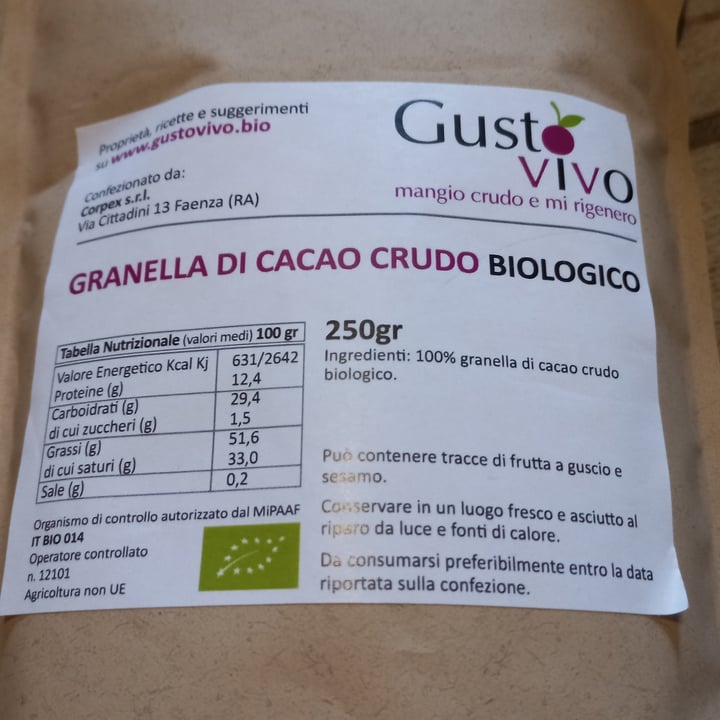 Proprietà, ricette e suggerimenti
su www.gustovivo.bio
Confezionato da:
Corpex s.r.l.
Via Cittadini 13 Faenza (RA)
Gusto
VIVO
mangio crudo e mi rigenero
GRANELLA DI CACAO CRUDO BIOLOGICO
Tabella Nutrizionale (valori medi) 100 gr
Valore Energetico Kcal Kj 631/2642
Proteine (g) 12,4
Carboidrati (g) 29,4
di cui zuccheri (g) 1,5
Grassi (g) 51,6
di cui saturi (g) 33,0
Sale (g) 0,2
Organismo di controllo autorizzato dal MiPAAF
IT BIO 014
Operatore controllato
n. 12101
Agricoltura non UE
250gr
Ingredienti: 100% granella di cacao crudo
biologico.
Può contenere tracce di frutta a guscio e
sesamo.
Conservare in un luogo fresco e asciutto al
riparo da luce e fonti di calore.
Da consumarsi preferibilmente entro la data
riportata sulla confezione.